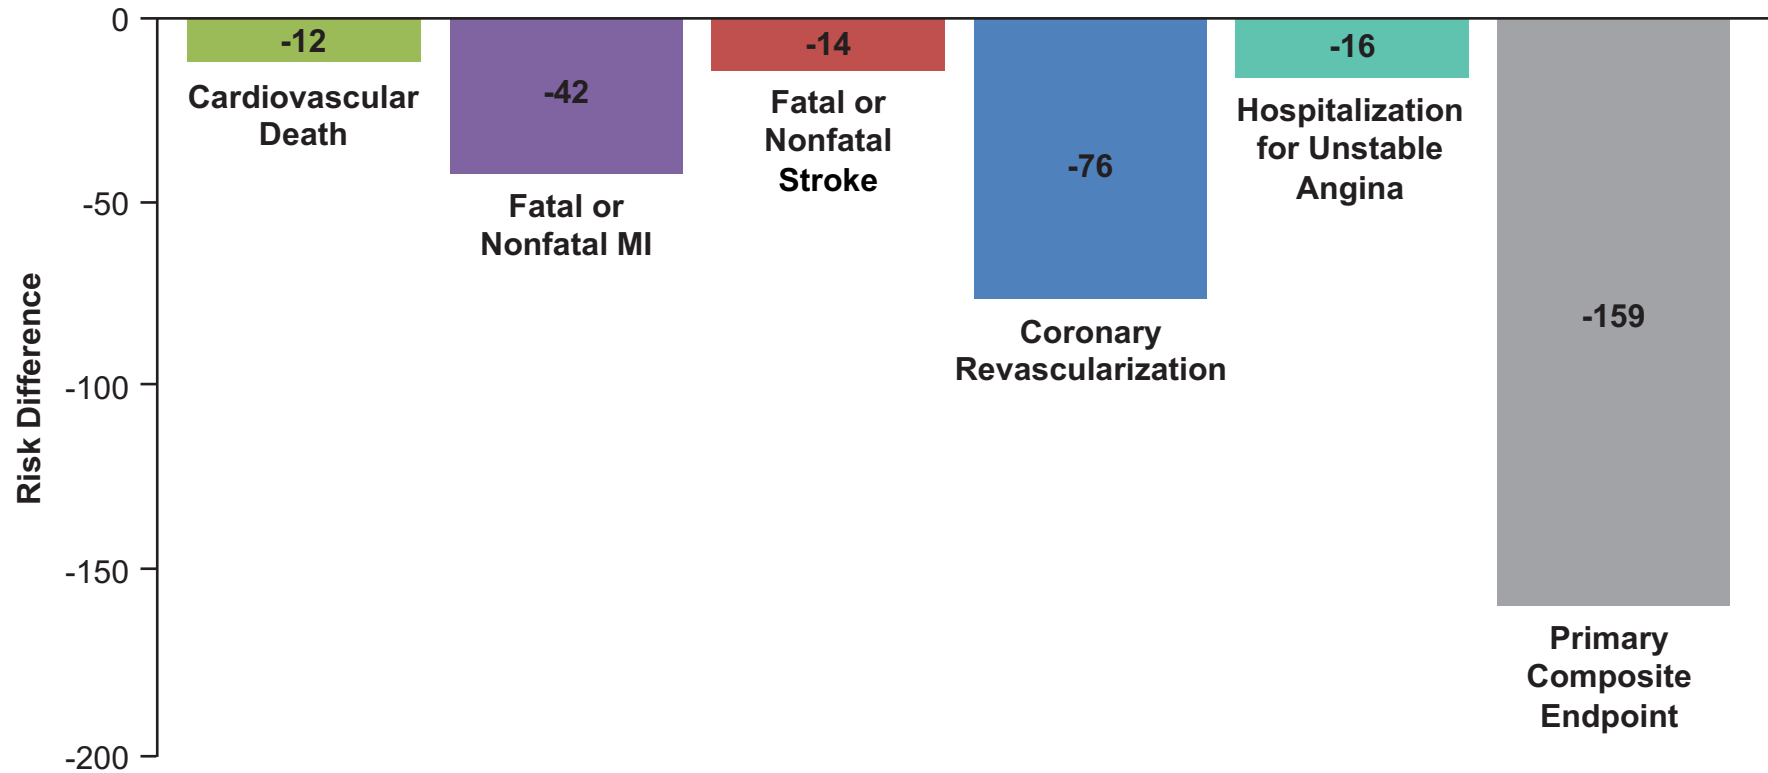 0
-50
-100
-150
-200
Risk Difference
-12
Cardiovascular
Death
-42
Fatal or
Nonfatal MI
-14
Fatal or
Nonfatal
Stroke
-76
Coronary
Revascularization
-16
Hospitalization
for Unstable
Angina
-159
Primary
Composite
Endpoint